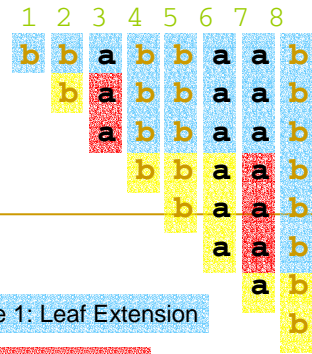 1 2 3 4 5 6 7 8
b b a b b a a b
b a b b a a b
a b b a a b
b b a a b
b a a b
a a b
a b
e 1: Leaf Extension
b